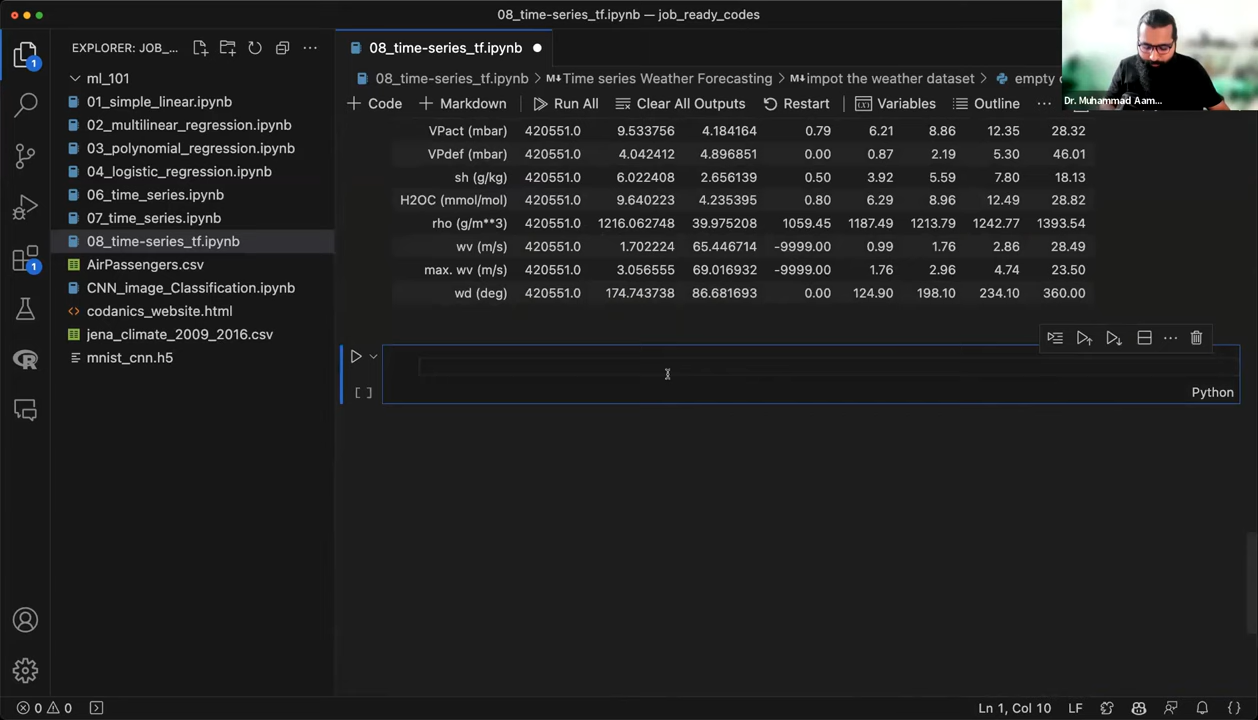 08_time-series_tf.ipynb — job_ready_codes
EXPLORER: JOB_...
08_time-series_tf.ipynb
Dr. Muhammad Aam...
08_time-series_tf.ipynb > M↓Time series Weather Forecasting > M↓impot the weather dataset > empty c
+ Code + Markdown Run All Clear All Outputs Restart Variables Outline ...
ml_101
01_simple_linear.ipynb
02_multilinear_regression.ipynb
03_polynomial_regression.ipynb
04_logistic_regression.ipynb
06_time_series.ipynb
07_time_series.ipynb
08_time-series_tf.ipynb
AirPassengers.csv
CNN_image_Classification.ipynb
codanics_website.html
jena_climate_2009_2016.csv
mnist_cnn.h5
1
1
VPact (mbar) 420551.0 9.533756 4.184164 0.79 6.21 8.86 12.35 28.32
VPdef (mbar) 420551.0 4.042412 4.896851 0.00 0.87 2.19 5.30 46.01
sh (g/kg) 420551.0 6.022408 2.656139 0.50 3.92 5.59 7.80 18.13
H2OC (mmol/mol) 420551.0 9.640223 4.235395 0.80 6.29 8.96 12.49 28.82
rho (g/m**3) 420551.0 1216.062748 39.975208 1059.45 1187.49 1213.79 1242.77 1393.54
wv (m/s) 420551.0 1.702224 65.446714 -9999.00 0.99 1.76 2.86 28.49
max. wv (m/s) 420551.0 3.056555 69.016932 -9999.00 1.76 2.96 4.74 23.50
wd (deg) 420551.0 174.743738 86.681693 0.00 124.90 198.10 234.10 360.00
[ ]
Python
0 0
Ln 1, Col 10 LF